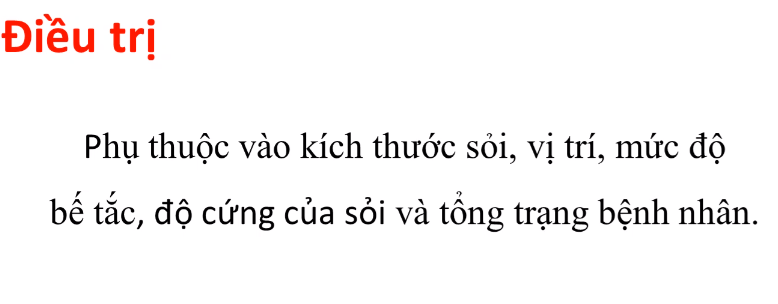 Điều trị
Phụ thuộc vào kích thước sỏi, vị trí, mức độ
bế tắc, độ cứng của sỏi và tổng trạng bệnh nhân.